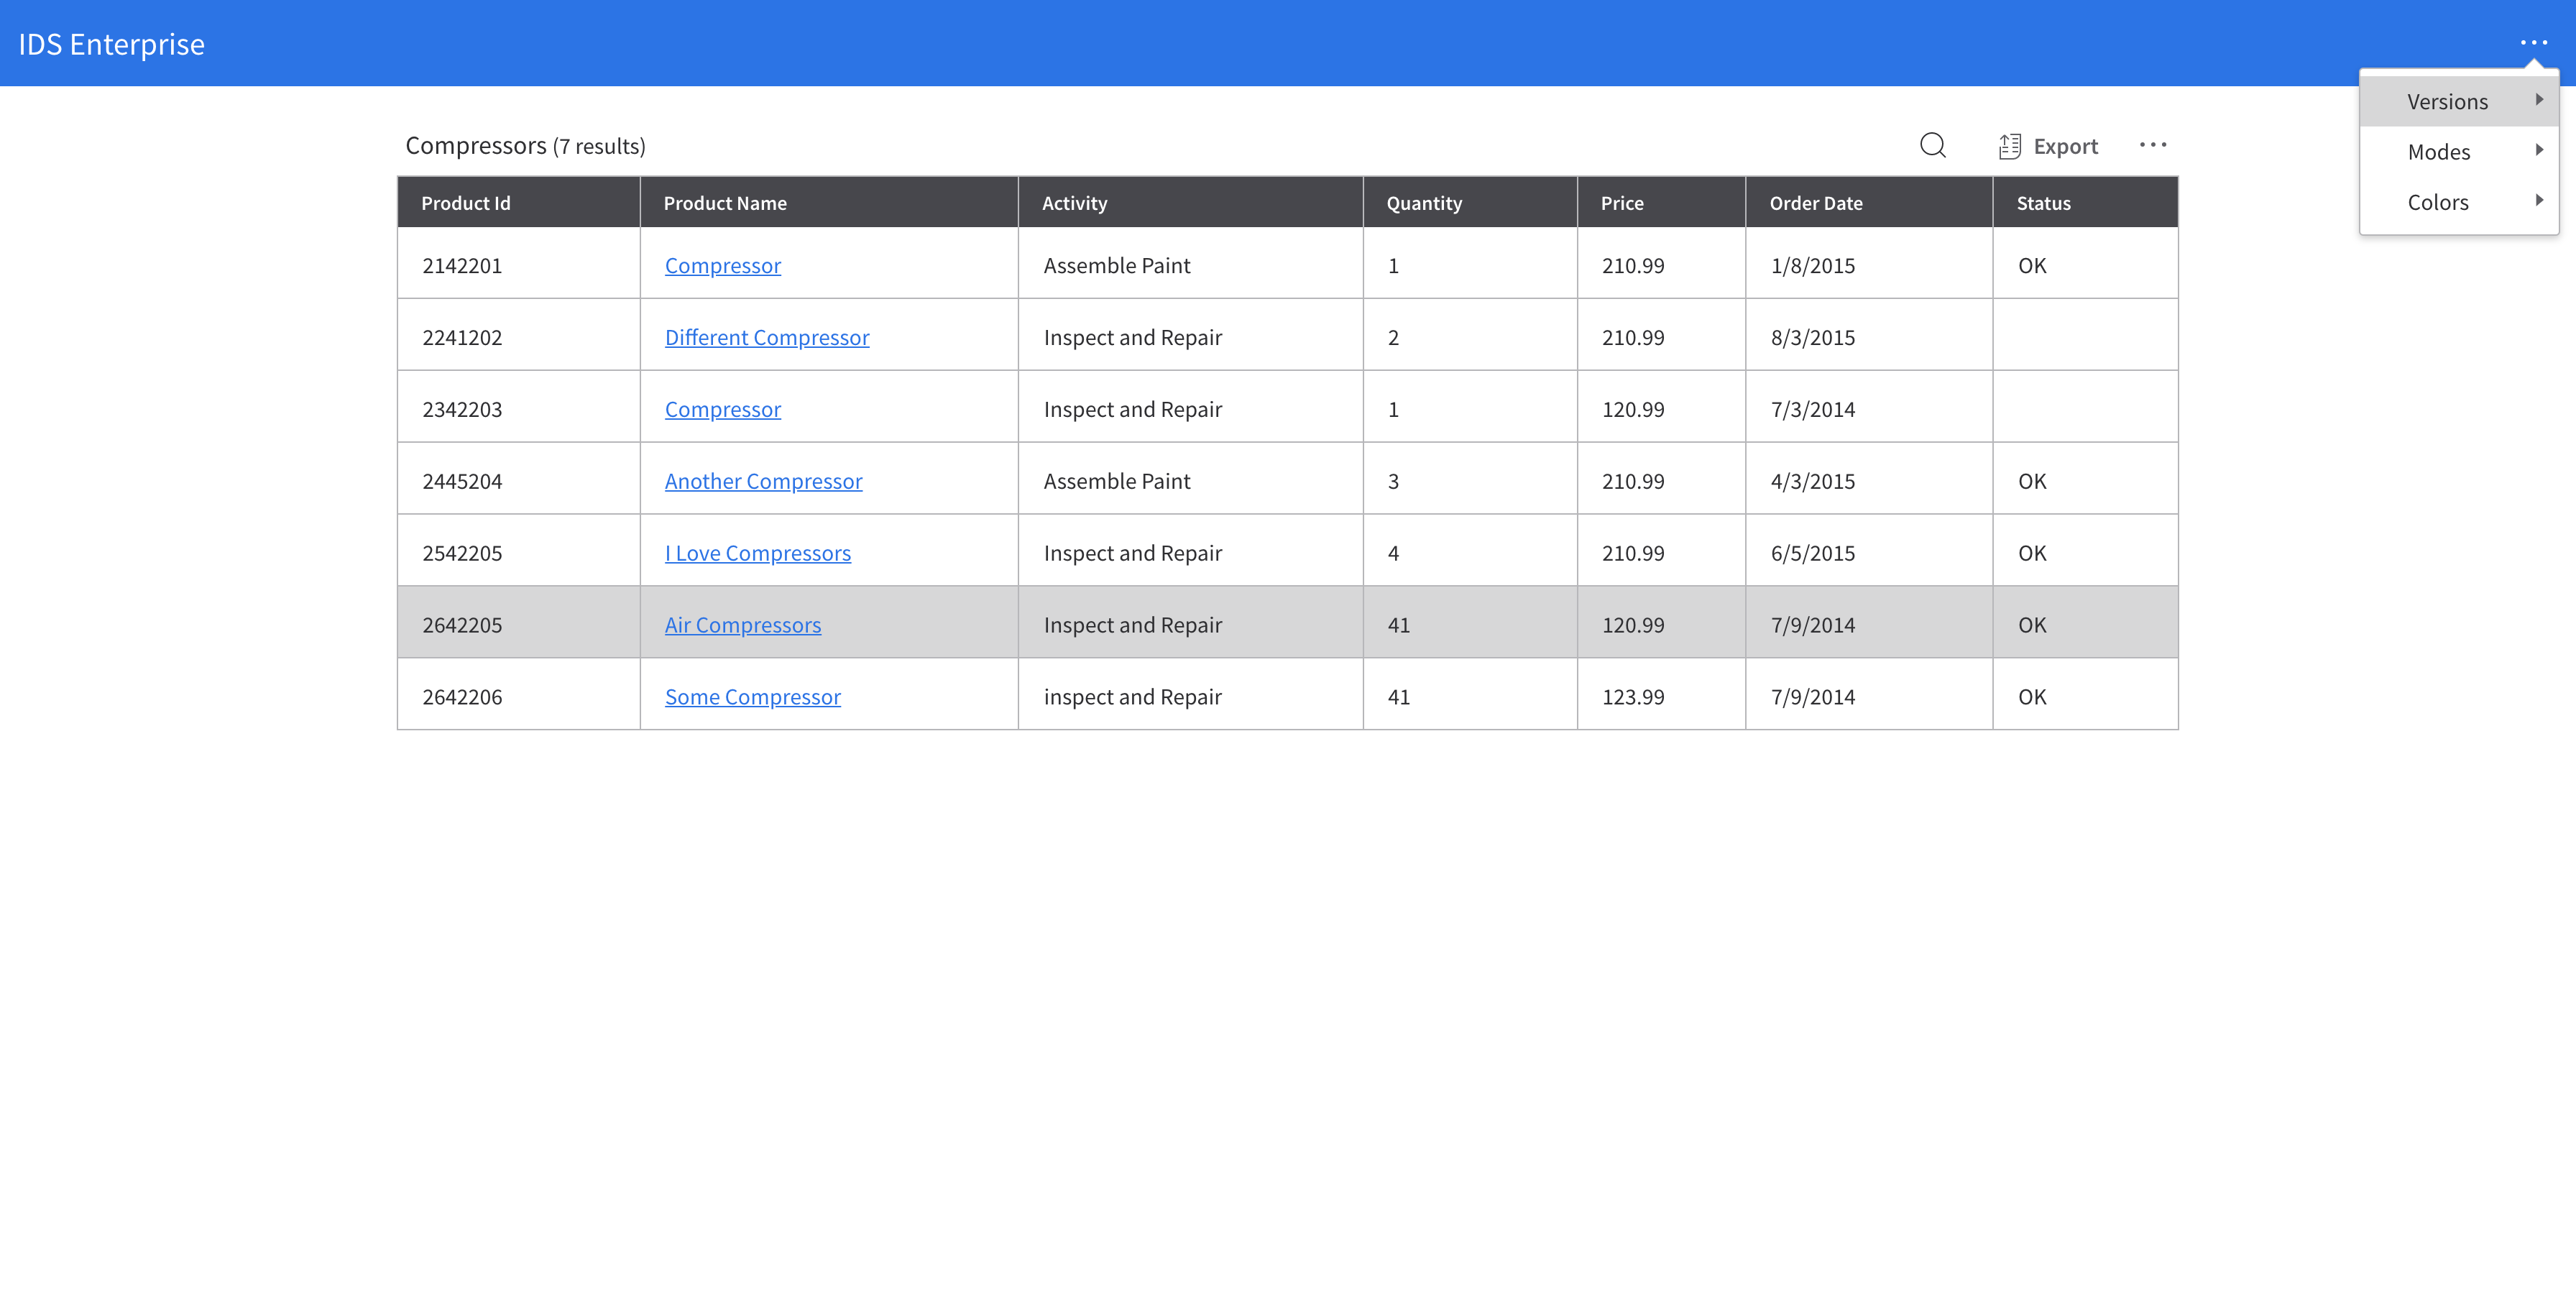 IDS Enterprise
Versions
Modes
Colors
Compressors (7 results)
Export
Product Id Product Name Activity Quantity Price Order Date Status
2142201 Compressor Assemble Paint 1 210.99 1/8/2015 OK
2241202 Different Compressor Inspect and Repair 2 210.99 8/3/2015
2342203 Compressor Inspect and Repair 1 120.99 7/3/2014
2445204 Another Compressor Assemble Paint 3 210.99 4/3/2015 OK
2542205 I Love Compressors Inspect and Repair 4 210.99 6/5/2015 OK
2642205 Air Compressors Inspect and Repair 41 120.99 7/9/2014 OK
2642206 Some Compressor inspect and Repair 41 123.99 7/9/2014 OK